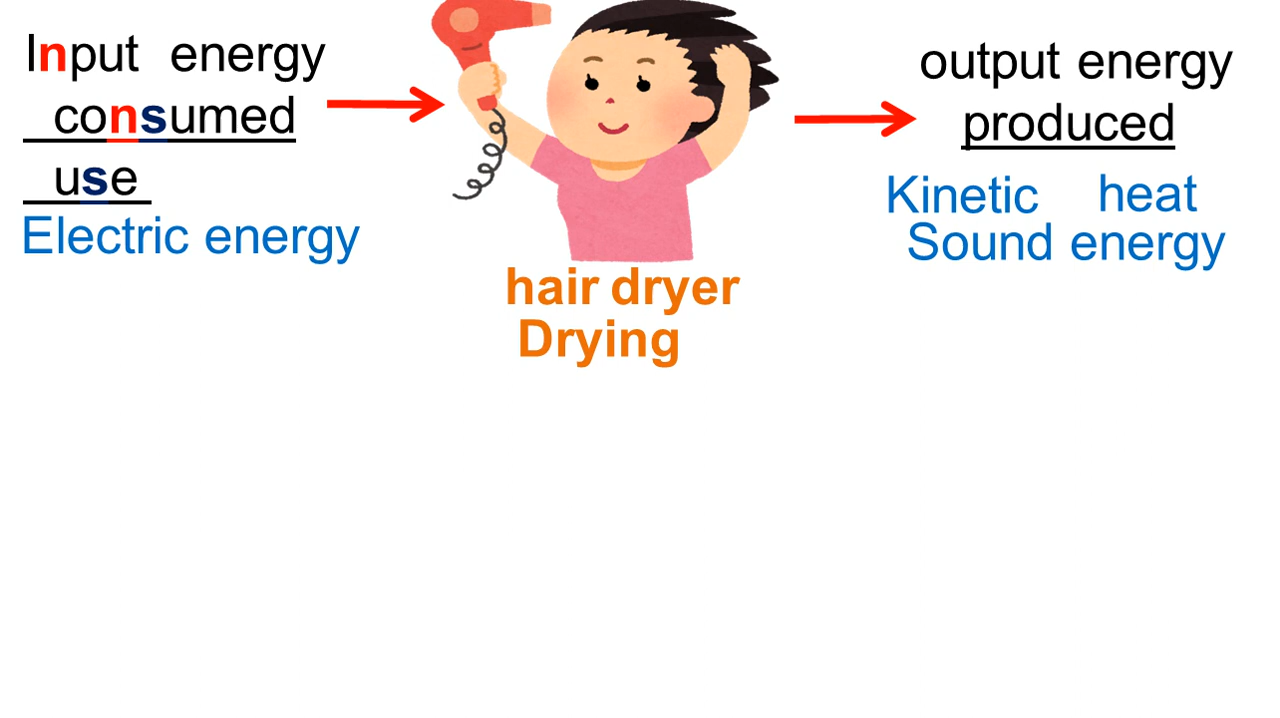 Input energy
consumed
use
Electric energy
hair dryer
Drying
output energy
produced
Kinetic heat
Sound energy